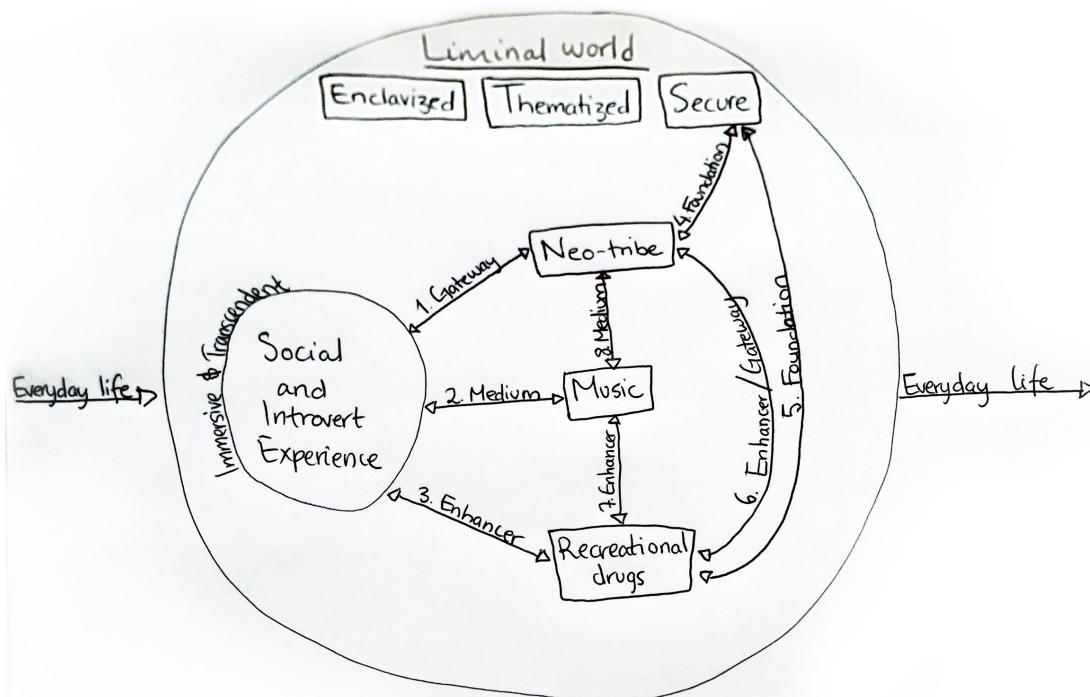 Liminal world
Enclavized
Thematized
Secure
4. Foundation
Neo-tribe
1. Gateway
8. Medium
Immersive & Transcendent
Social
and
Introvert
Experience
Everyday life
2. Medium
Music
6. Enhancer / Gateway
5. Foundation
Everyday life
3. Enhancer
7. Enhancer
Recreational
drugs